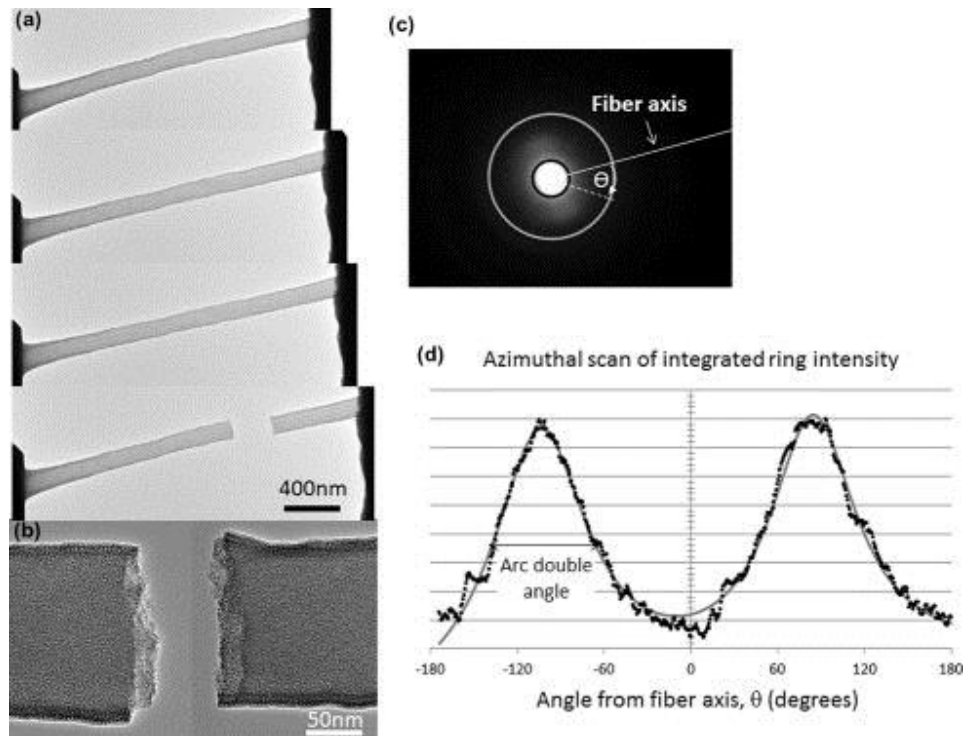 (a)
400nm
(b)
50nm
(c)
Fiber axis
Θ
(d)
Azimuthal scan of integrated ring intensity
Arc double
angle
-180 -120 -60 0 60 120 180
Angle from fiber axis, θ (degrees)